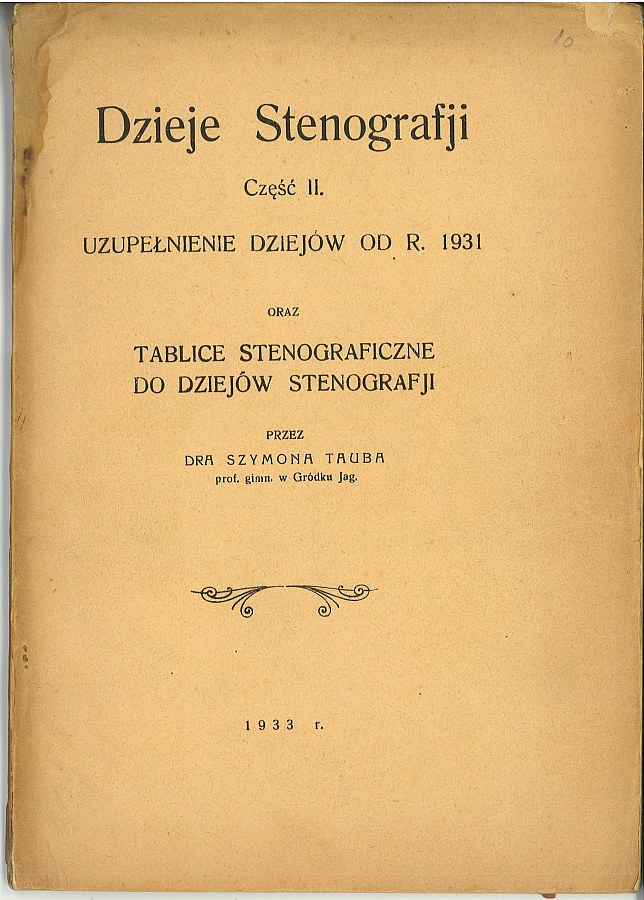 10
Dzieje Stenografji
Część II.
UZUPEŁNIENIE DZIEJÓW OD R. 1931
ORAZ
TABLICE STENOGRAFICZNE
DO DZIEJÓW STENOGRAFJI
PRZEZ
DRA SZYMONA TAUBA
prof. gimn. w Gródku Jag.
1933 r.